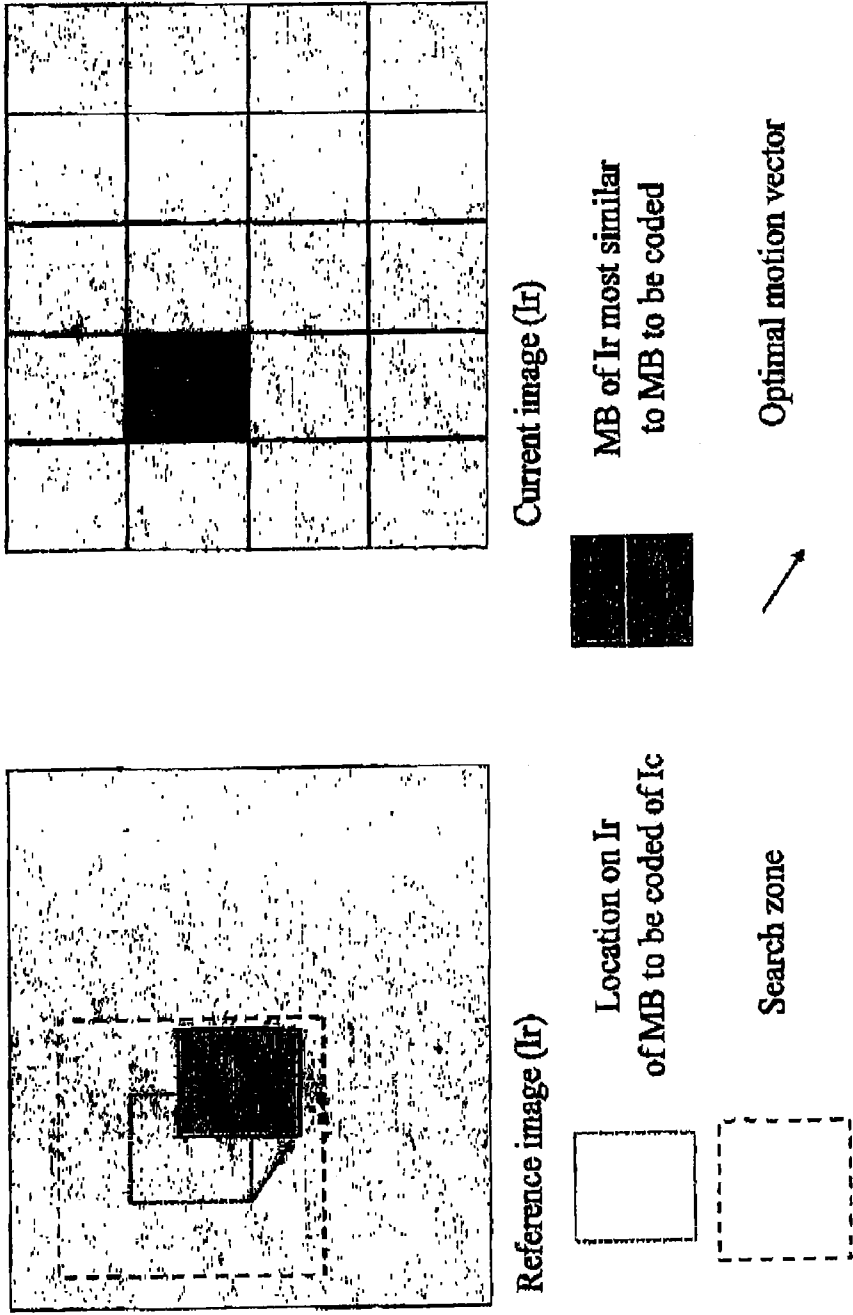 Reference image (Ir)
Current image (Ir)
Location on Ir
of MB to be coded of Ic
MB of Ir most similar
to MB to be coded
Search zone
Optimal motion vector